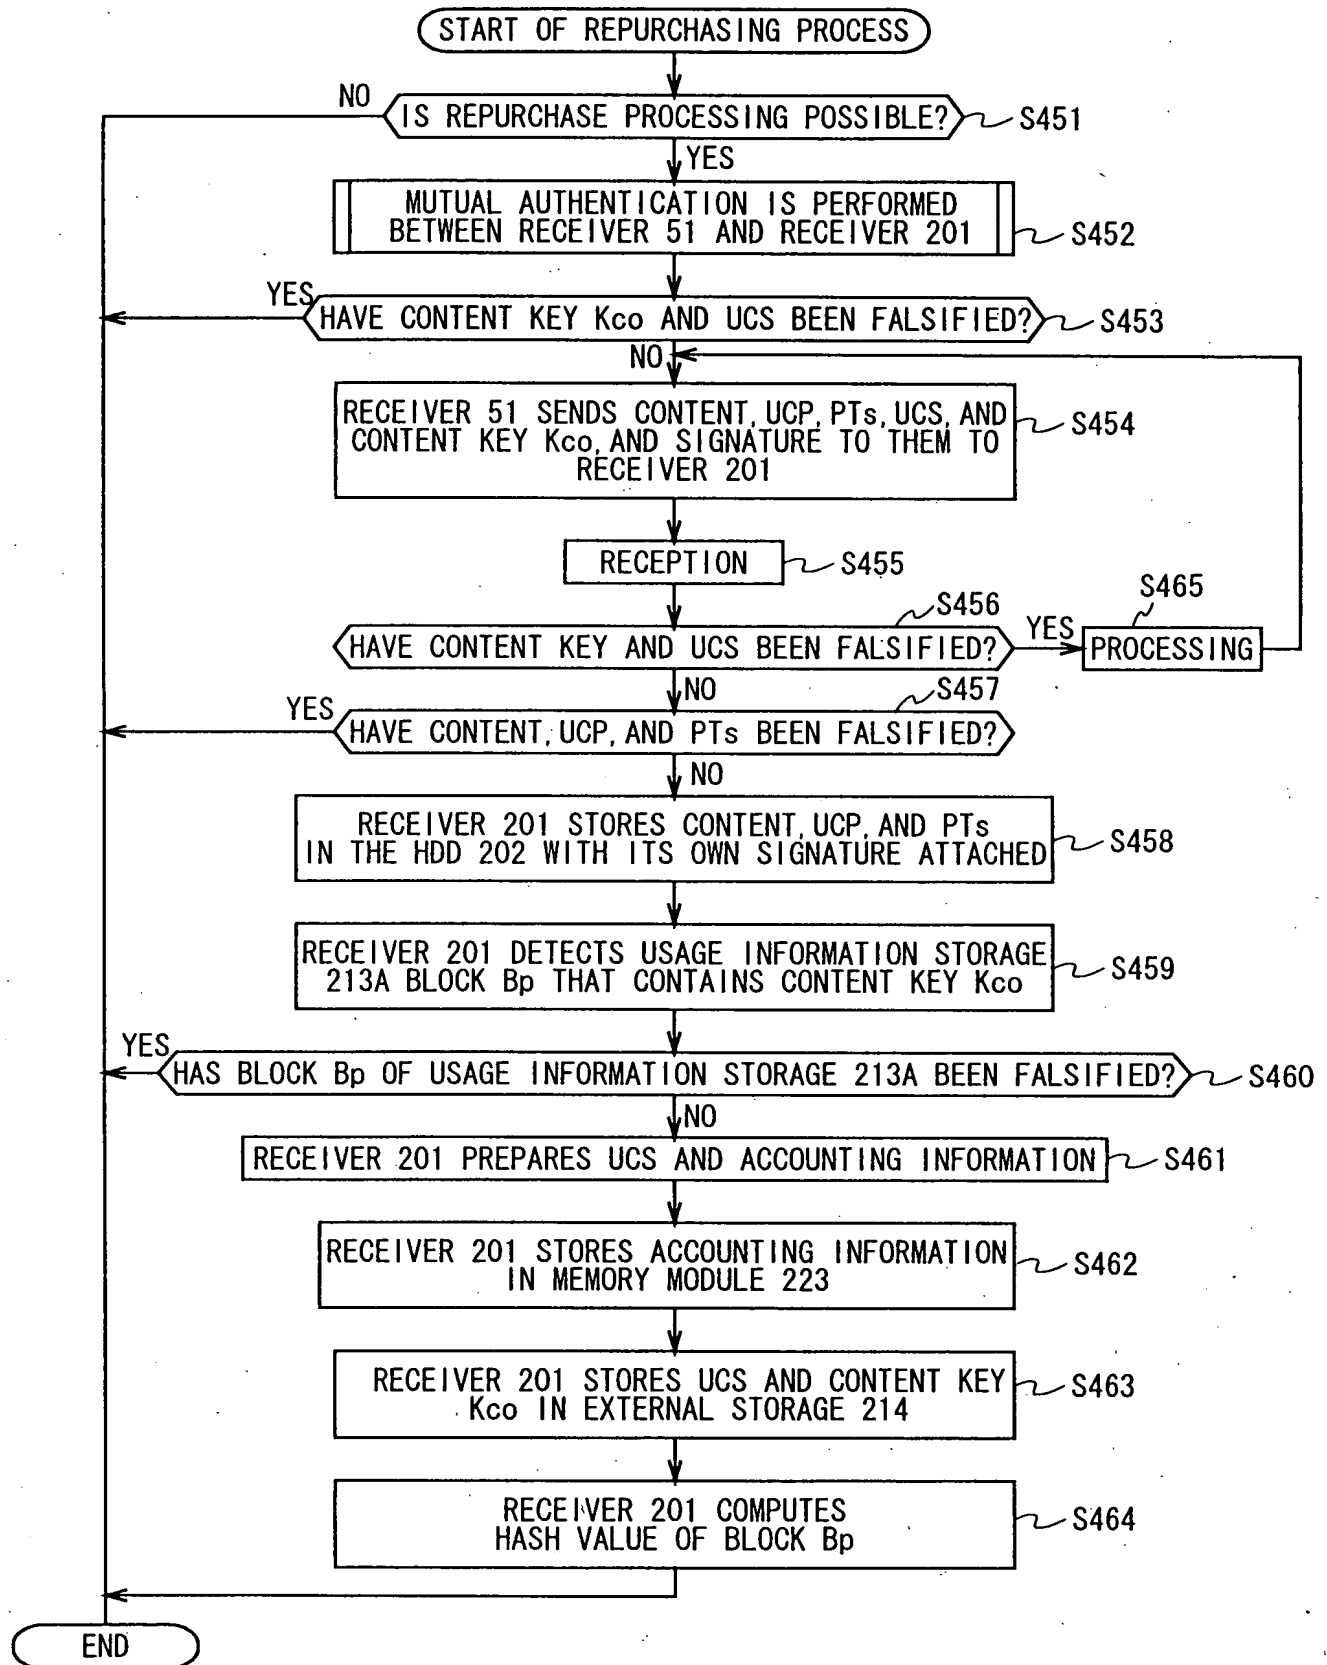 START OF REPURCHASING PROCESS
NO
IS REPURCHASE PROCESSING POSSIBLE?
S451
YES
MUTUAL AUTHENTICATION IS PERFORMED
BETWEEN RECEIVER 51 AND RECEIVER 201
S452
YES
HAVE CONTENT KEY Kco AND UCS BEEN FALSIFIED?
S453
NO
RECEIVER 51 SENDS CONTENT, UCP, PTs, UCS, AND
CONTENT KEY Kco, AND SIGNATURE TO THEM TO
RECEIVER 201
S454
RECEPTION
S455
S456
S465
HAVE CONTENT KEY AND UCS BEEN FALSIFIED?
YES
PROCESSING
NO
S457
YES
HAVE CONTENT, UCP, AND PTs BEEN FALSIFIED?
NO
RECEIVER 201 STORES CONTENT, UCP, AND PTs
IN THE HDD 202 WITH ITS OWN SIGNATURE ATTACHED
S458
RECEIVER 201 DETECTS USAGE INFORMATION STORAGE
213A BLOCK Bp THAT CONTAINS CONTENT KEY Kco
S459
YES
HAS BLOCK Bp OF USAGE INFORMATION STORAGE 213A BEEN FALSIFIED?
S460
NO
RECEIVER 201 PREPARES UCS AND ACCOUNTING INFORMATION
S461
RECEIVER 201 STORES ACCOUNTING INFORMATION
IN MEMORY MODULE 223
S462
RECEIVER 201 STORES UCS AND CONTENT KEY
Kco IN EXTERNAL STORAGE 214
S463
RECEIVER 201 COMPUTES
HASH VALUE OF BLOCK Bp
S464
END